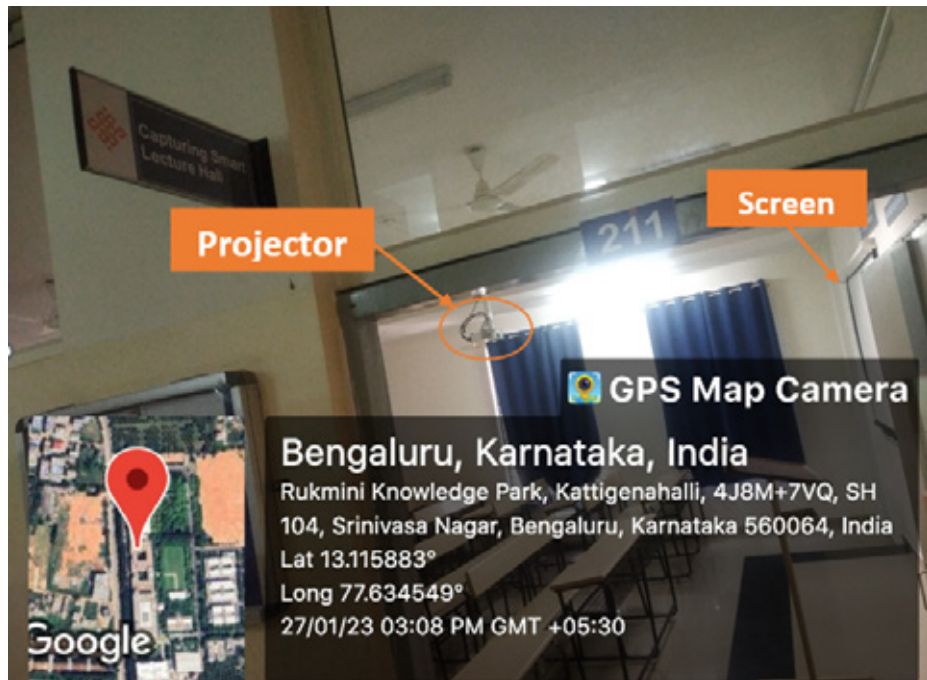 Capturing Smart
Lecture Hall
Projector
211
Screen
GPS Map Camera
Bengaluru, Karnataka, India
Rukmini Knowledge Park, Kattigenahalli, 4J8M+7VQ, SH
104, Srinivasa Nagar, Bengaluru, Karnataka 560064, India
Lat 13.115883°
Long 77.634549°
27/01/23 03:08 PM GMT +05:30
Google